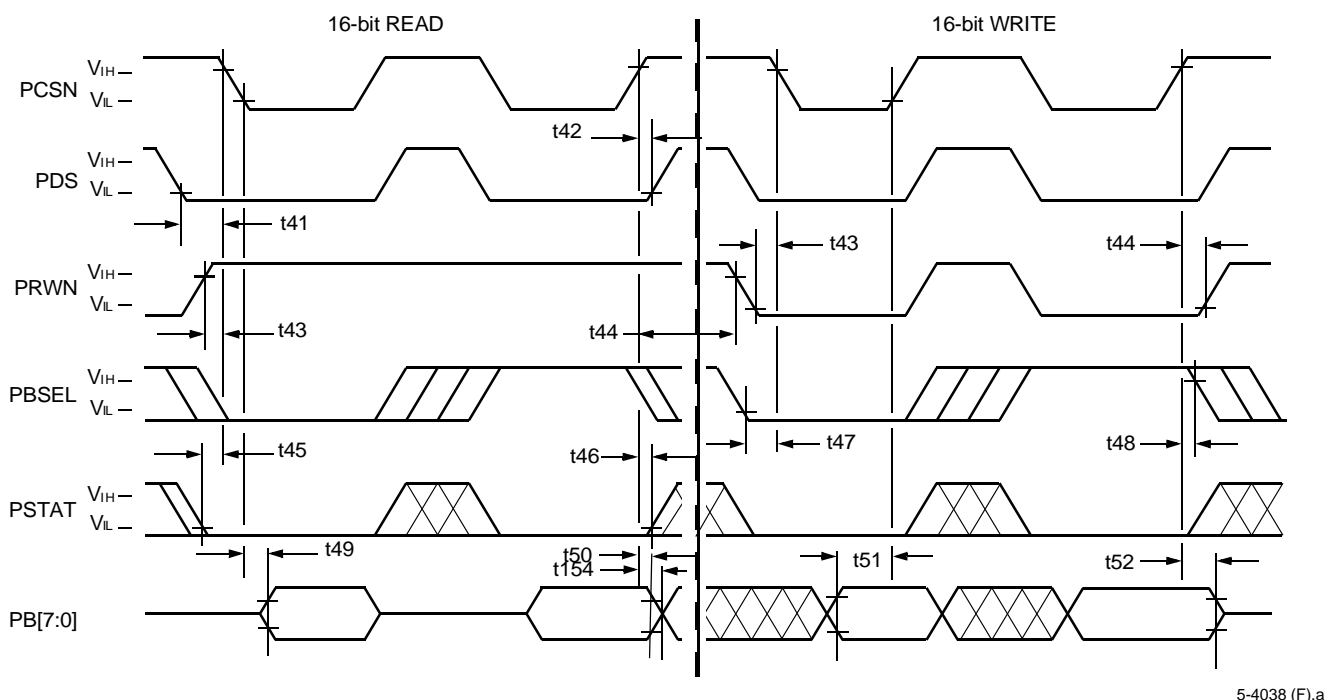 16-bit READ
16-bit WRITE
VIH
PCSN
VIL
t42
VIH
PDS
VIL
t41
t43
t44
VIH
PRWN
VIL
t43
t44
VIH
PBSEL
VIL
t45
t46
t47
t48
VIH
PSTAT
VIL
t49
t50
t51
t52
t154
PB[7:0]
5-4038 (F).a